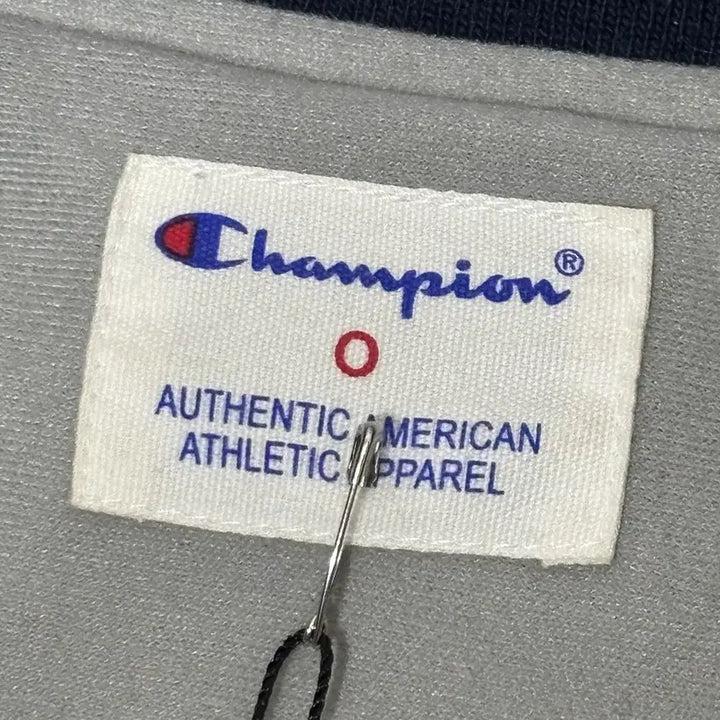 Champion®
O
AUTHENTIC AMERICAN
ATHLETIC APPAREL